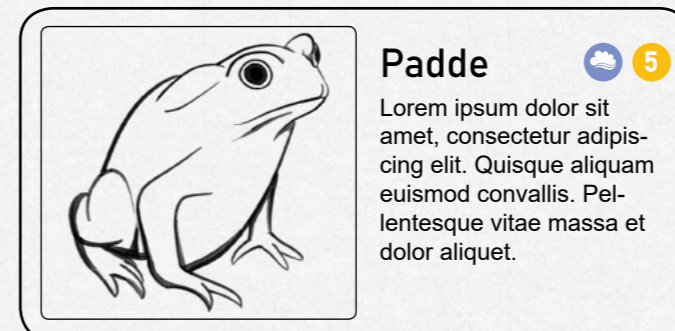 Padde 5
Lorem ipsum dolor sit
amet, consectetur adipis-
cing elit. Quisque aliquam
euismod convallis. Pel-
lentesque vitae massa et
dolor aliquet.